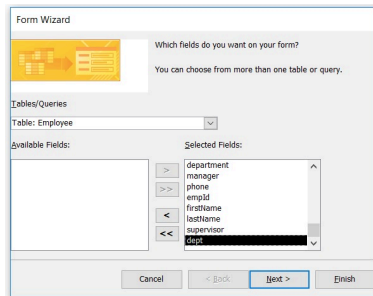 Form Wizard
Which fields do you want on your form?
You can choose from more than one table or query.
Tables/Queries
Table: Employee
Available Fields:
Selected Fields:
>
>>
<
<<
department
manager
phone
empId
firstName
lastName
supervisor
dept
Cancel
< Back
Next >
Finish